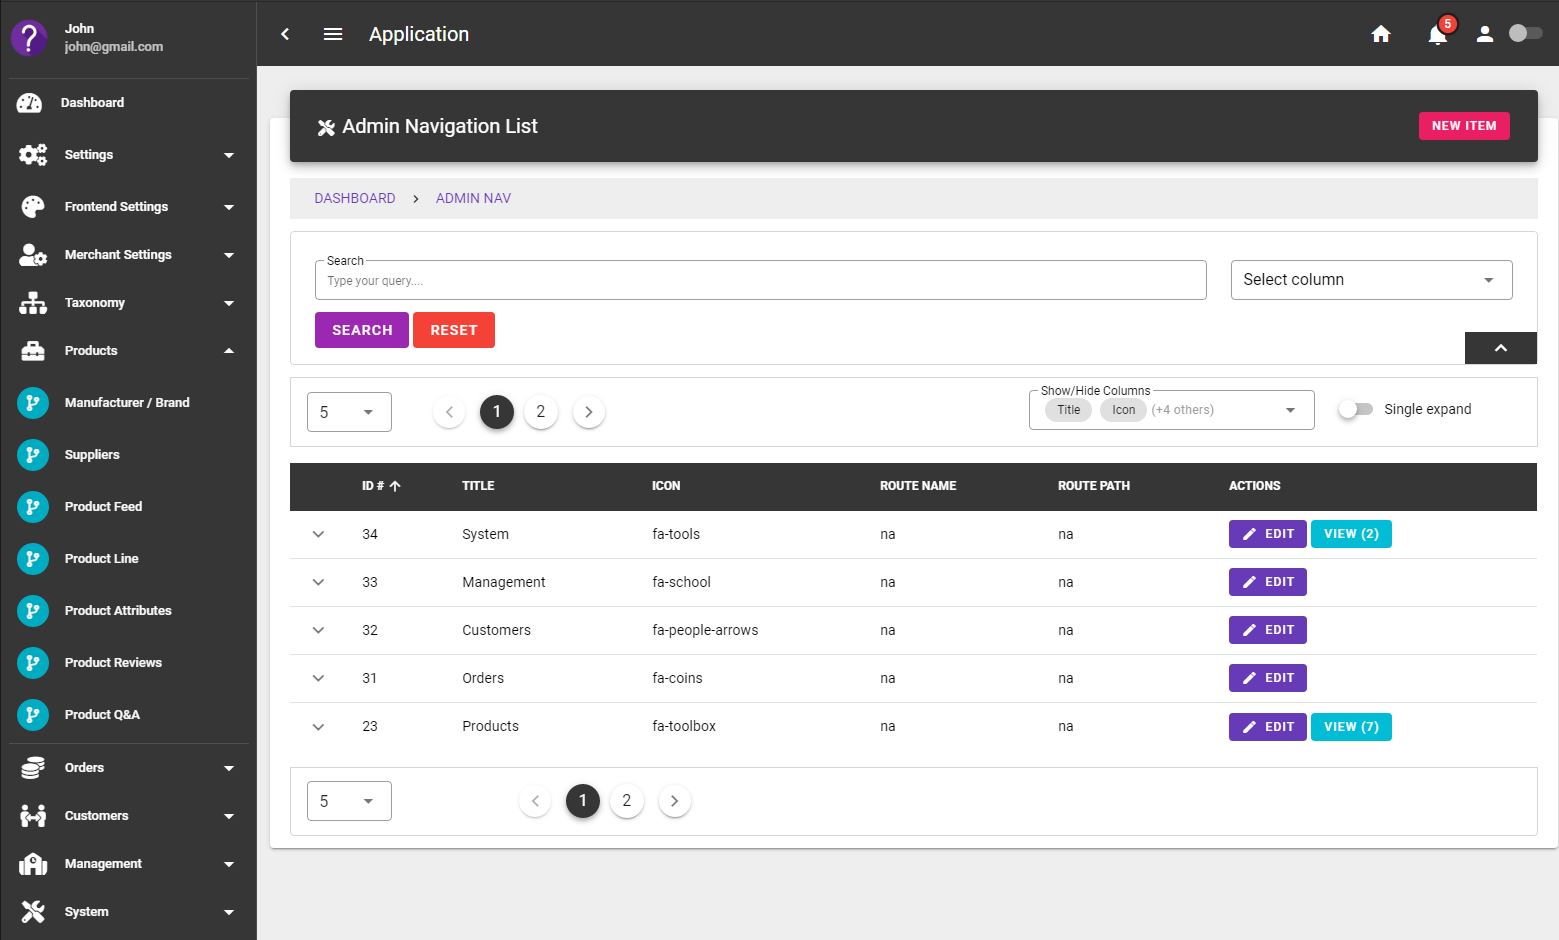 John
john@gmail.com
Dashboard
Settings
Frontend Settings
Merchant Settings
Taxonomy
Products
Manufacturer / Brand
Suppliers
Product Feed
Product Line
Product Attributes
Product Reviews
Product Q&A
Orders
Customers
Management
System
Application
5
Admin Navigation List
NEW ITEM
DASHBOARD > ADMIN NAV
Search
Type your query....
Select column
SEARCH RESET
5 1 2
Show/Hide Columns
Title Icon (+4 others)
Single expand
ID # TITLE ICON ROUTE NAME ROUTE PATH ACTIONS
34 System fa-tools na na EDIT VIEW (2)
33 Management fa-school na na EDIT
32 Customers fa-people-arrows na na EDIT
31 Orders fa-coins na na EDIT
23 Products fa-toolbox na na EDIT VIEW (7)
5 1 2